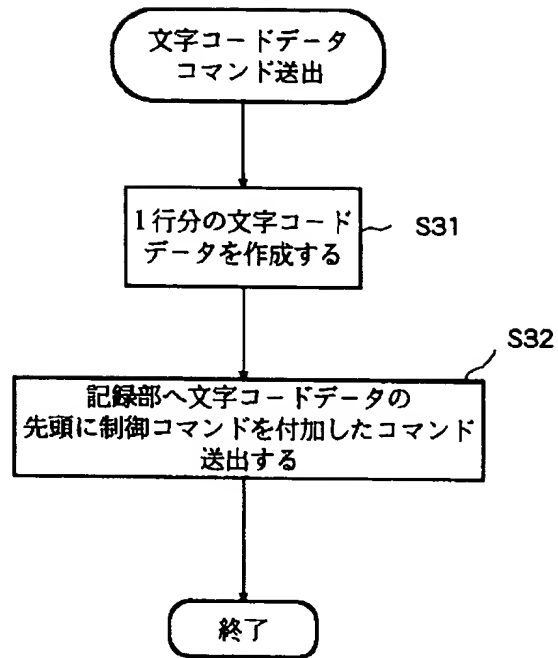 文字コードデータ
コマンド送出
1行分の文字コード
データを作成する
S31
S32
記録部へ文字コードデータの
先頭に制御コマンドを付加したコマンド
送出する
終了